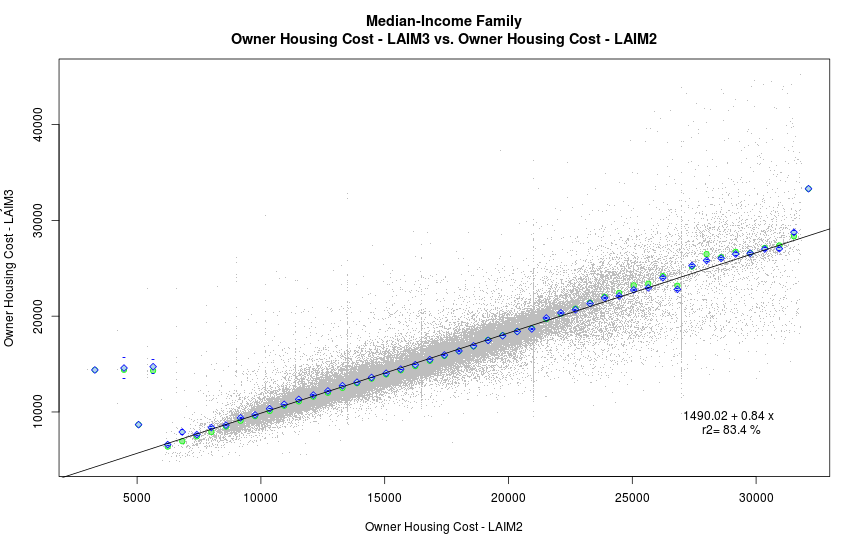 Median-Income Family
Owner Housing Cost - LAIM3 vs. Owner Housing Cost - LAIM2
Owner Housing Cost - LAIM3
40000
30000
20000
10000
1490.02 + 0.84 x
r2= 83.4 %
5000 10000 15000 20000 25000 30000
Owner Housing Cost - LAIM2